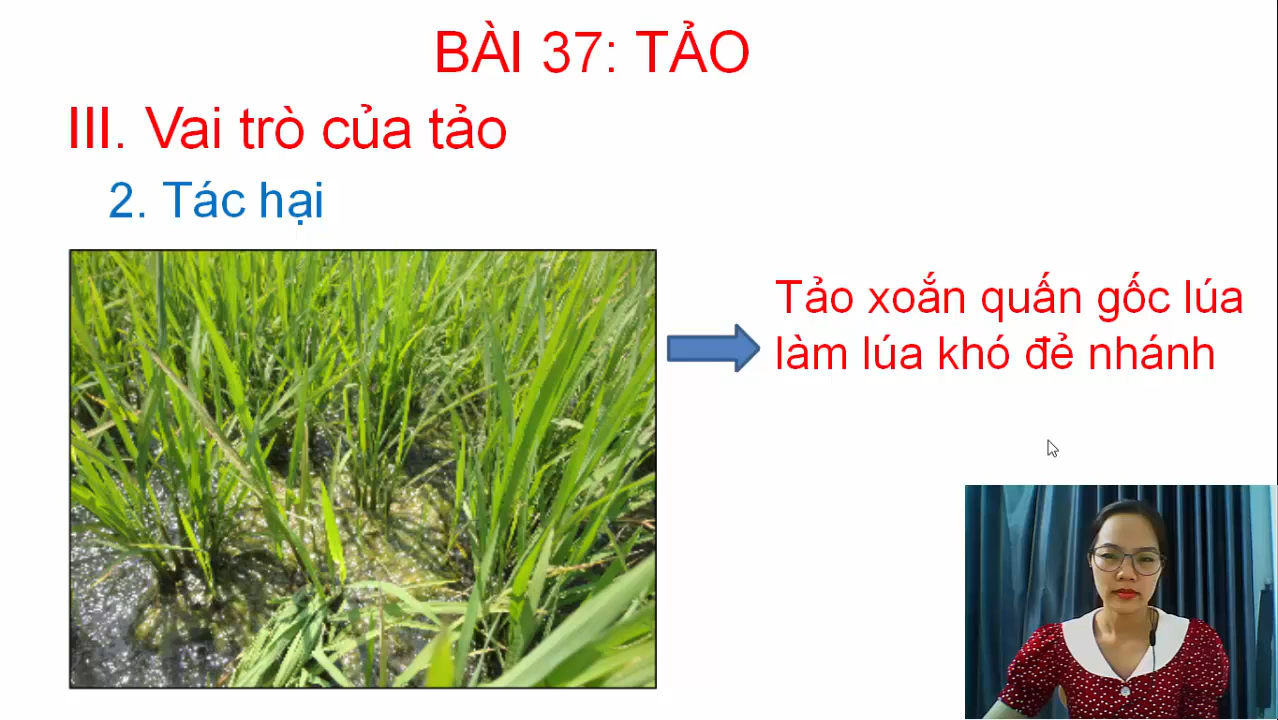 BÀI 37: TẢO
III. Vai trò của tảo
2. Tác hại
Tảo xoắn quấn gốc lúa
làm lúa khó đẻ nhánh